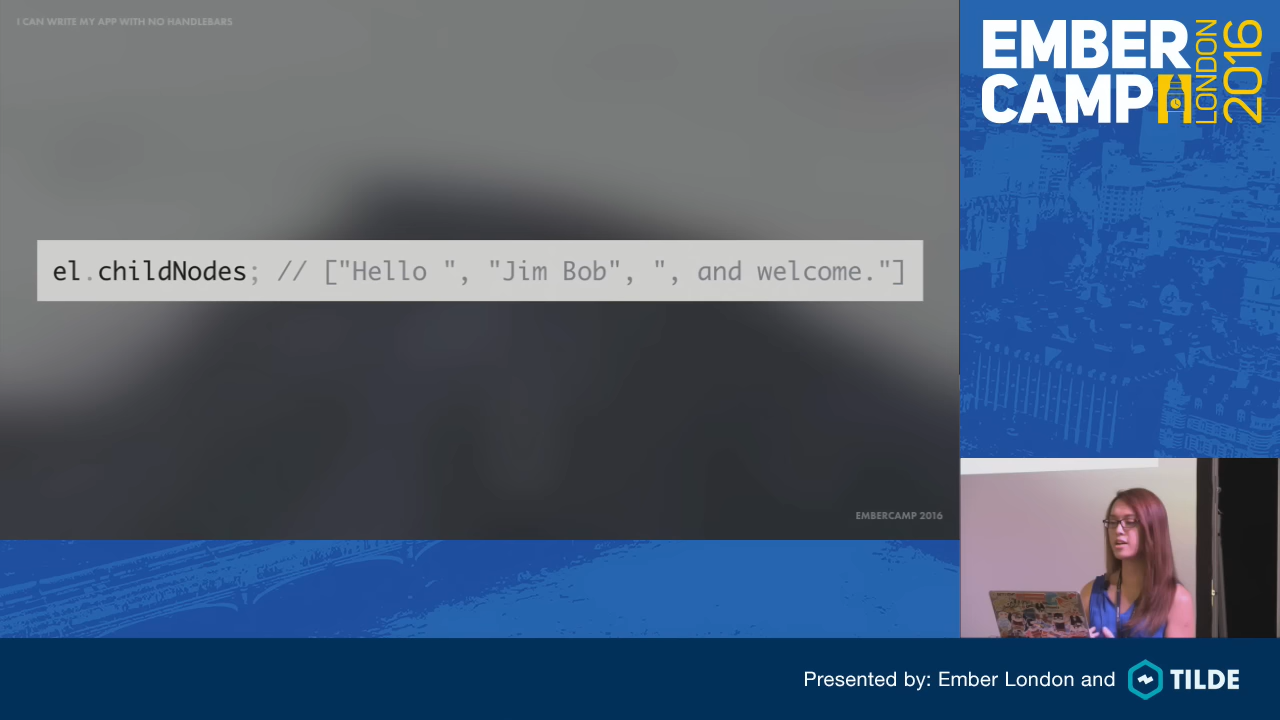 I CAN WRITE MY APP WITH NO HANDLEBARS
el.childNodes; // ["Hello ", "Jim Bob", ", and welcome."]
EMBERCAMP 2016
EMBER
CAMP
LONDON
2016
Presented by: Ember London and TILDE